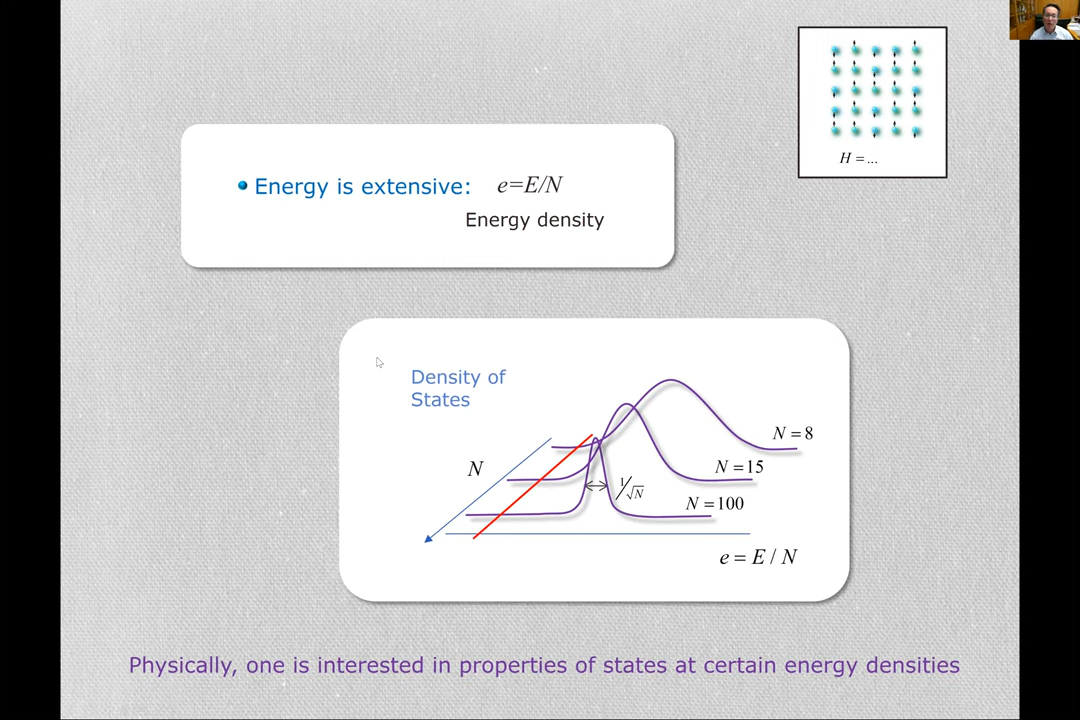 H = ...
Energy is extensive: e=E/N
Energy density
Density of
States
N
N = 8
N = 15
1/√N
N = 100
e = E / N
Physically, one is interested in properties of states at certain energy densities